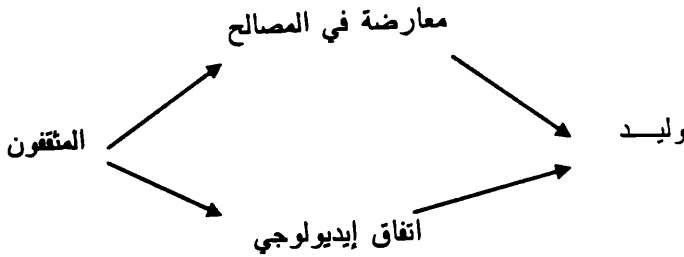 معارضة في المصالح
وليـــد
المثقفون
اتفاق إيديولوجي